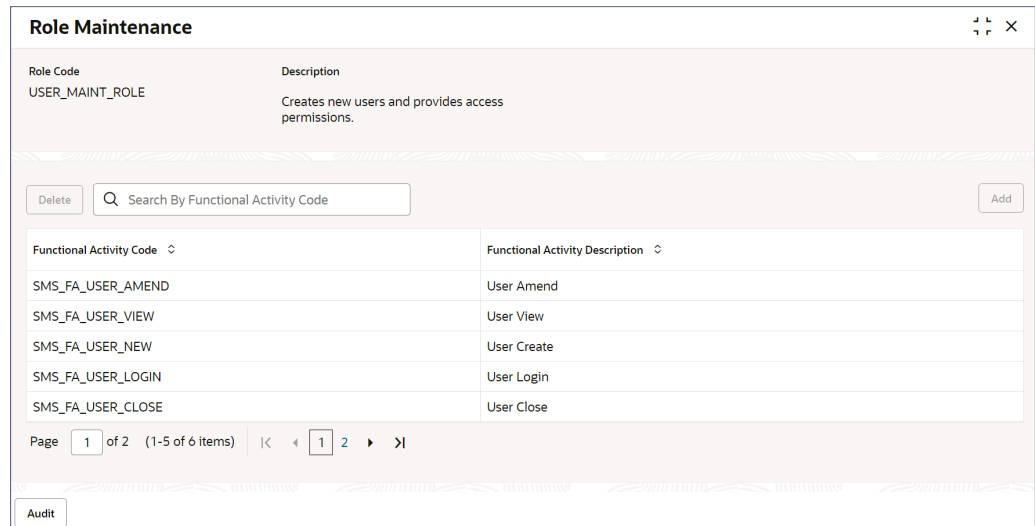 Role Maintenance
Role Code
Description
USER_MAINT_ROLE
Creates new users and provides access
permissions.
Delete
Search By Functional Activity Code
Add
Functional Activity Code
Functional Activity Description
SMS_FA_USER_AMEND
User Amend
SMS_FA_USER_VIEW
User View
SMS_FA_USER_NEW
User Create
SMS_FA_USER_LOGIN
User Login
SMS_FA_USER_CLOSE
User Close
Page 1 of 2 (1-5 of 6 items) 1 2
Audit